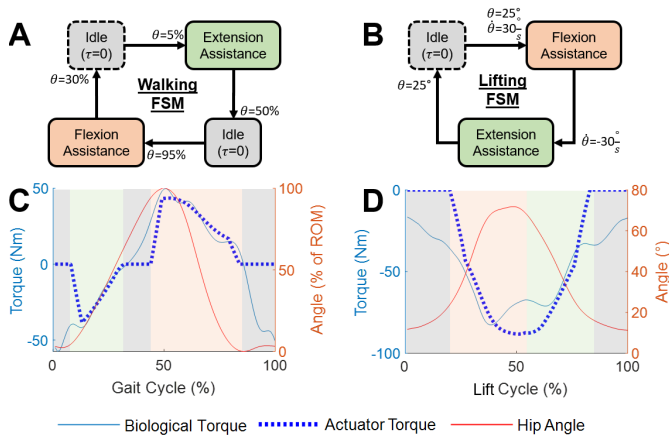 A
Idle
(τ=0)
θ=5%
Extension
Assistance
θ=30%
Walking
FSM
θ=50%
Flexion
Assistance
θ=95%
Idle
(τ=0)
B
Idle
(τ=0)
θ=25°
θ̇=30°/s
Flexion
Assistance
θ=25°
Lifting
FSM
Extension
Assistance
θ̇=-30°/s
C
50
0
-50
Torque (Nm)
100
50
0
Angle (% of ROM)
0 50 100
Gait Cycle (%)
D
0
-50
-100
Torque (Nm)
80
60
40
20
0
Angle (°)
0 50 100
Lift Cycle (%)
Biological Torque Actuator Torque Hip Angle